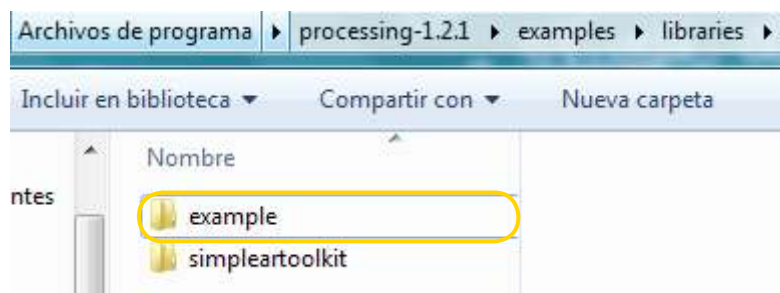 Archivos de programa ▸ processing-1.2.1 ▸ examples ▸ libraries ▸
Incluir en biblioteca ▾ Compartir con ▾ Nueva carpeta
Nombre
ntes
example
simpleartoolkit